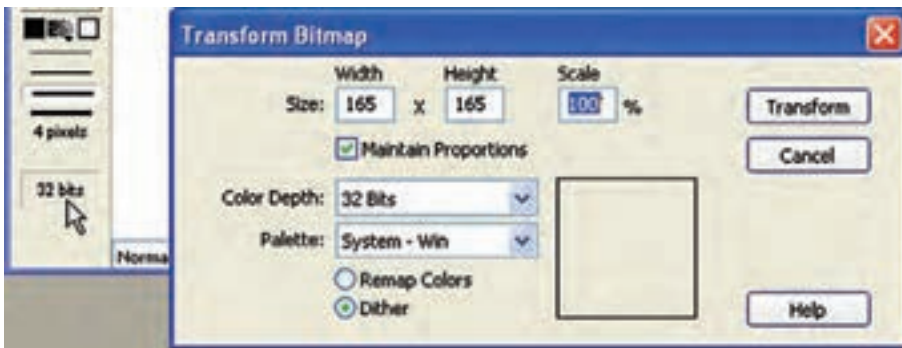 Transform Bitmap
Width Height Scale
Size: 165 x 165 100 %
Maintain Proportions
Transform
Cancel
4 pixels
32 bits
Color Depth: 32 Bits
Palette: System - Win
Norma
Remap Colors
Dither
Help